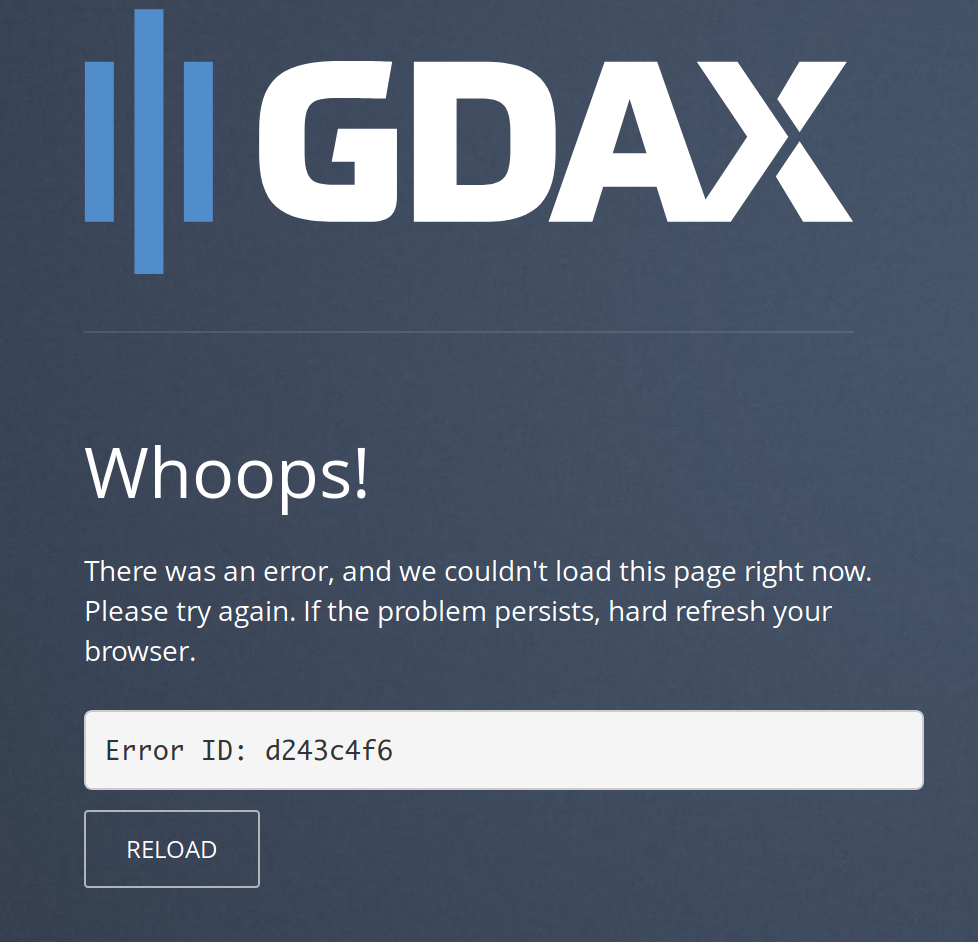 GDAX
Whoops!
There was an error, and we couldn't load this page right now.
Please try again. If the problem persists, hard refresh your
browser.
Error ID: d243c4f6
RELOAD